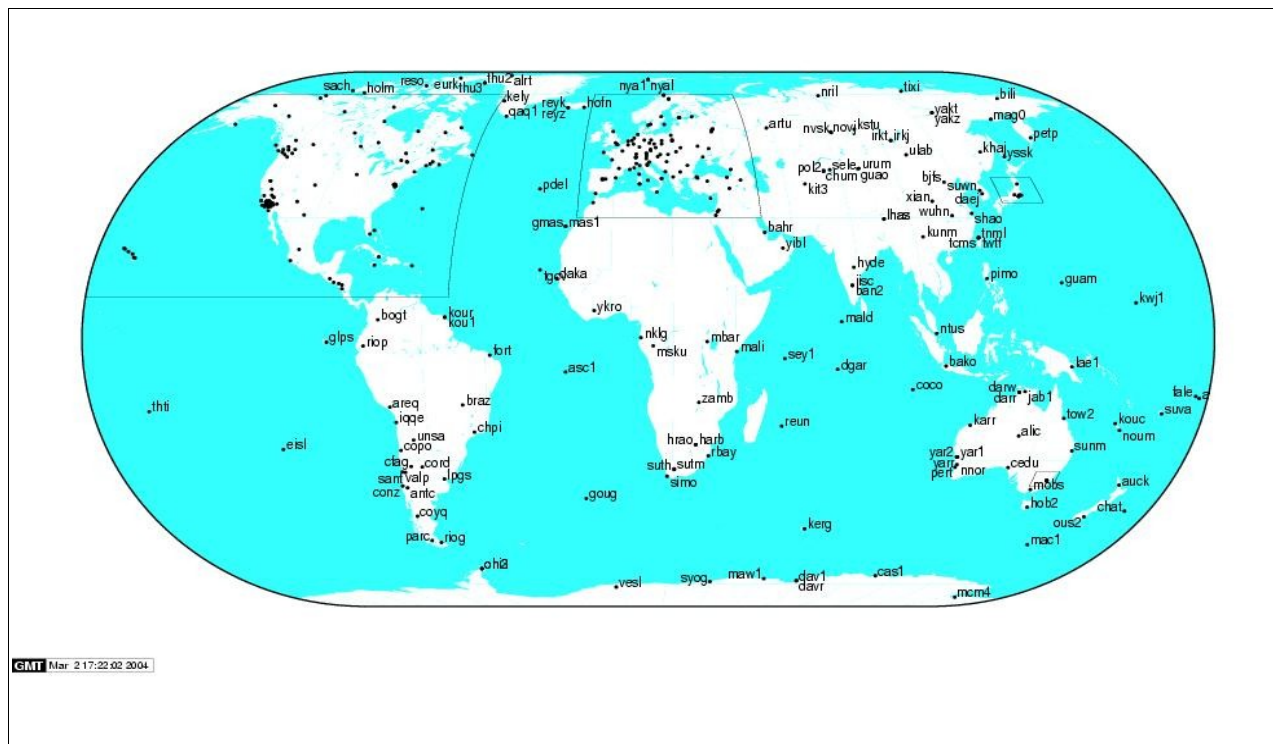 thu2 alrt
reso eurk thu3
sach holm
kely
qaq1
reyk hofn
reyz
nya1 nyal
nril tixi
bili
yakt
yakz
mag0
petp
artu nvsk novj kstu
irkt irkj
ulab
khaj yssk
pol2 sele urum
chum guao
kit3
bjfs suwn
daej
xian
wuhn
shao
lhas
kunm
tnml
tcms twtf
pdel
gmas mas1
bahr
yibl
hyde
iisc
ban2
pimo
guam
kwj1
daka
ykro
mald
ntus
bogt
kour
kou1
glps
riop
fort
nklg
msku
mbar
mali
asc1
sey1
dgar
bako
lae1
coco
darw
darr jab1
thti
areq
braz
iqqe
chpi
zamb
reun
karr
tow2
kouc
noum
suva
fale a
eisl
unsa
copo
hrao harb
rbay
alic
sunm
yar2 yar1
yarr
pert nnor
cedu
cfag cord
sant valp
lpgs
conz antc
suth sutm
simo
goug
mobs
hob2
auck
chat
ous2
coyq
parc riog
kerg
mac1
vesl
syog maw1 dav1
davr
cas1
mcm4
GMT Mar 2 17:22:02 2004